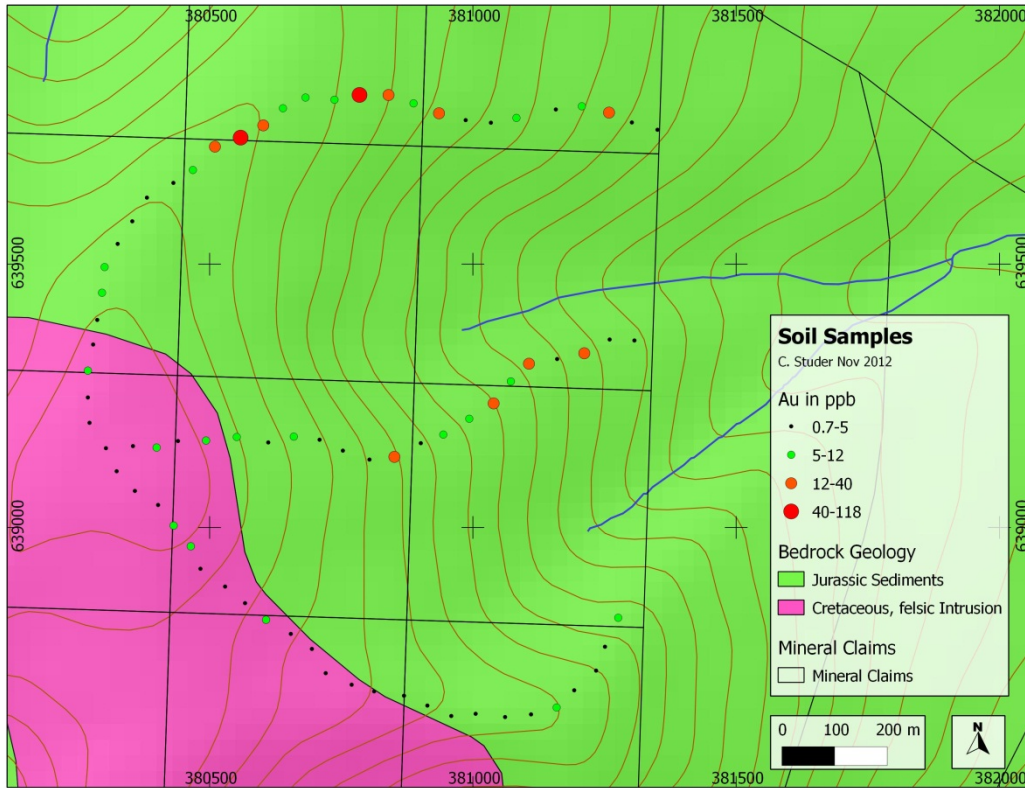 380500 381000 381500 382000
639500 639500
639000 639000
Soil Samples
C. Studer Nov 2012
Au in ppb
0.7-5
5-12
12-40
40-118
Bedrock Geology
Jurassic Sediments
Cretaceous, felsic Intrusion
Mineral Claims
Mineral Claims
0 100 200 m
N
380500 381000